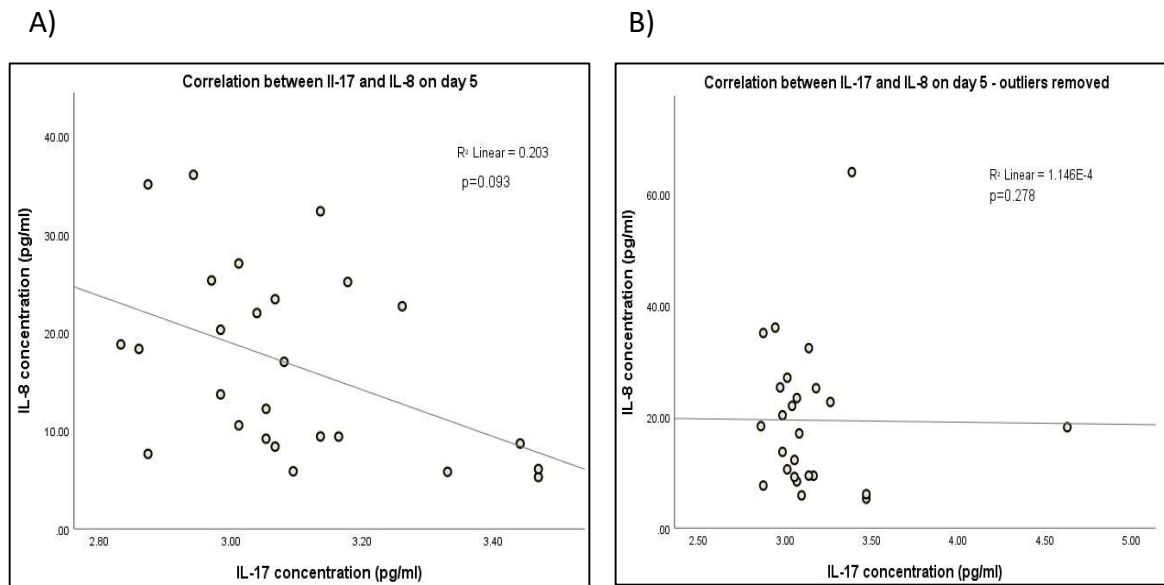 A)
Correlation between Il-17 and IL-8 on day 5
R² Linear = 0.203
p=0.093
IL-8 concentration (pg/ml)
40.00
30.00
20.00
10.00
.00
2.80 3.00 3.20 3.40
IL-17 concentration (pg/ml)
B)
Correlation between IL-17 and IL-8 on day 5 - outliers removed
R² Linear = 1.146E-4
p=0.278
IL-8 concentration (pg/ml)
60.00
40.00
20.00
.00
2.50 3.00 3.50 4.00 4.50 5.00
IL-17 concentration (pg/ml)